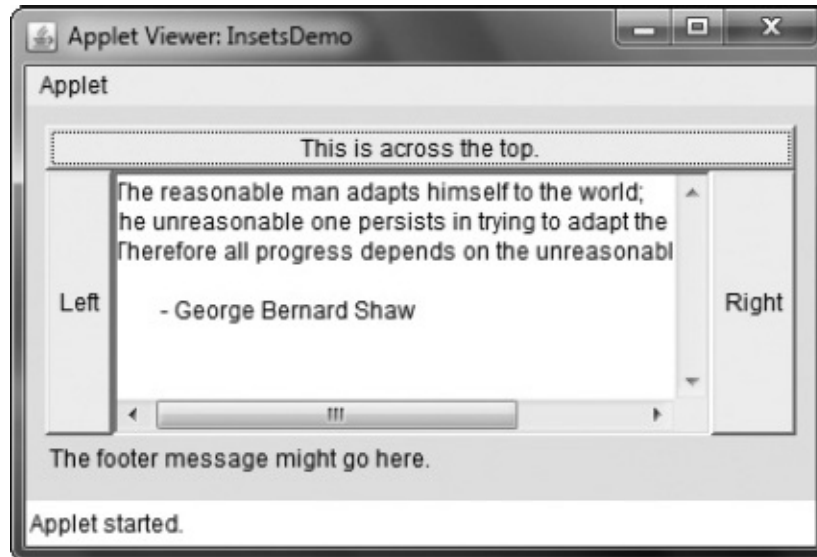 Applet Viewer: InsetsDemo
Applet
This is across the top.
The reasonable man adapts himself to the world;
he unreasonable one persists in trying to adapt the
Therefore all progress depends on the unreasonabl
Left
- George Bernard Shaw
Right
The footer message might go here.
Applet started.